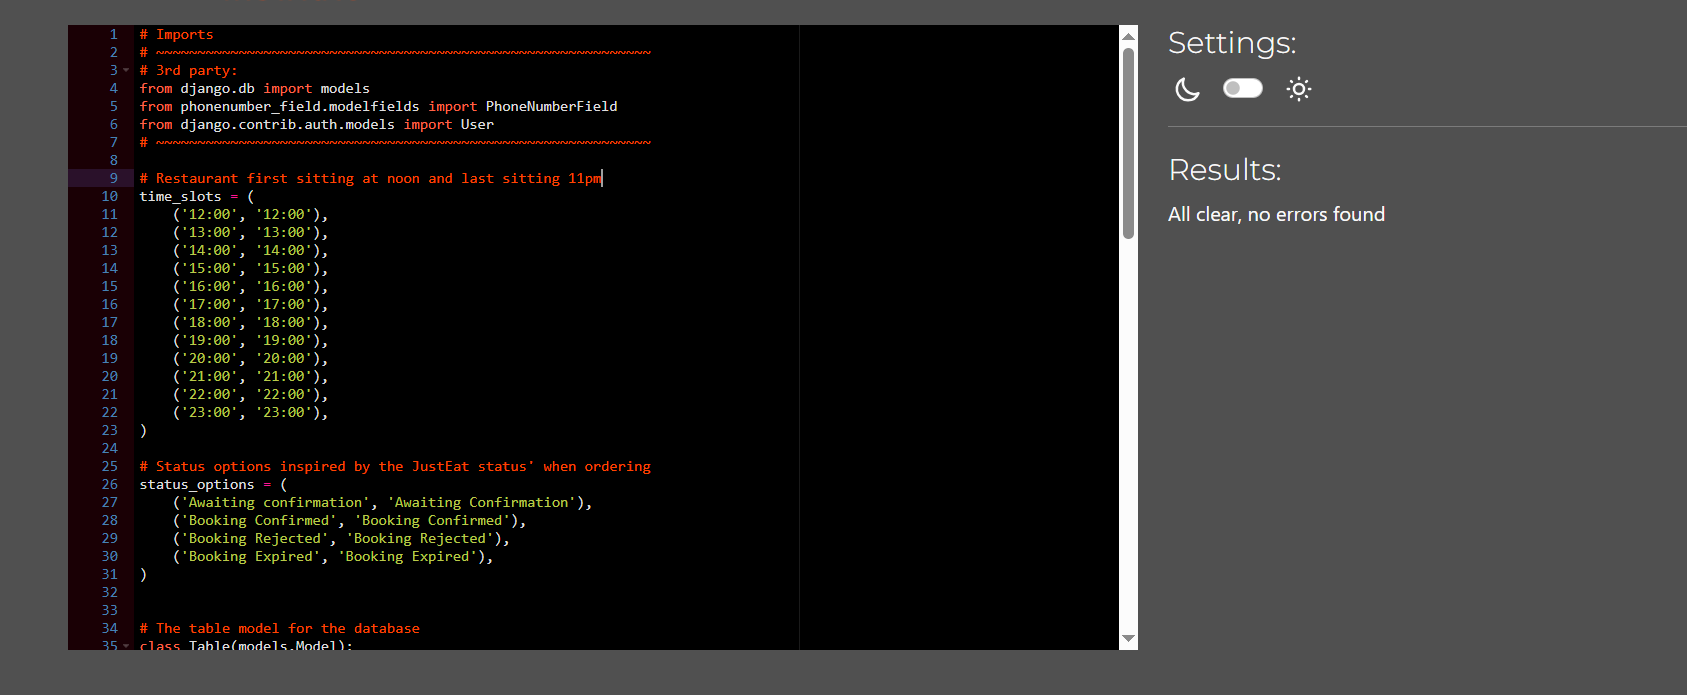 1 # Imports
2 # ~~~~~~~~~~~~~~~~~~~~~~~~~~~~~~~~~~~~~~~~~~~~~~~~~~~~~~~~~~~~
3 # 3rd party:
4 from django.db import models
5 from phonenumber_field.modelfields import PhoneNumberField
6 from django.contrib.auth.models import User
7 # ~~~~~~~~~~~~~~~~~~~~~~~~~~~~~~~~~~~~~~~~~~~~~~~~~~~~~~~~~~~~
8
9 # Restaurant first sitting at noon and last sitting 11pm
10 time_slots = (
11     ('12:00', '12:00'),
12     ('13:00', '13:00'),
13     ('14:00', '14:00'),
14     ('15:00', '15:00'),
15     ('16:00', '16:00'),
16     ('17:00', '17:00'),
17     ('18:00', '18:00'),
18     ('19:00', '19:00'),
19     ('20:00', '20:00'),
20     ('21:00', '21:00'),
21     ('22:00', '22:00'),
22     ('23:00', '23:00'),
23 )
24
25 # Status options inspired by the JustEat status' when ordering
26 status_options = (
27     ('Awaiting confirmation', 'Awaiting Confirmation'),
28     ('Booking Confirmed', 'Booking Confirmed'),
29     ('Booking Rejected', 'Booking Rejected'),
30     ('Booking Expired', 'Booking Expired'),
31 )
32
33
34 # The table model for the database
35 class Table(models.Model):
Settings:
Results:
All clear, no errors found